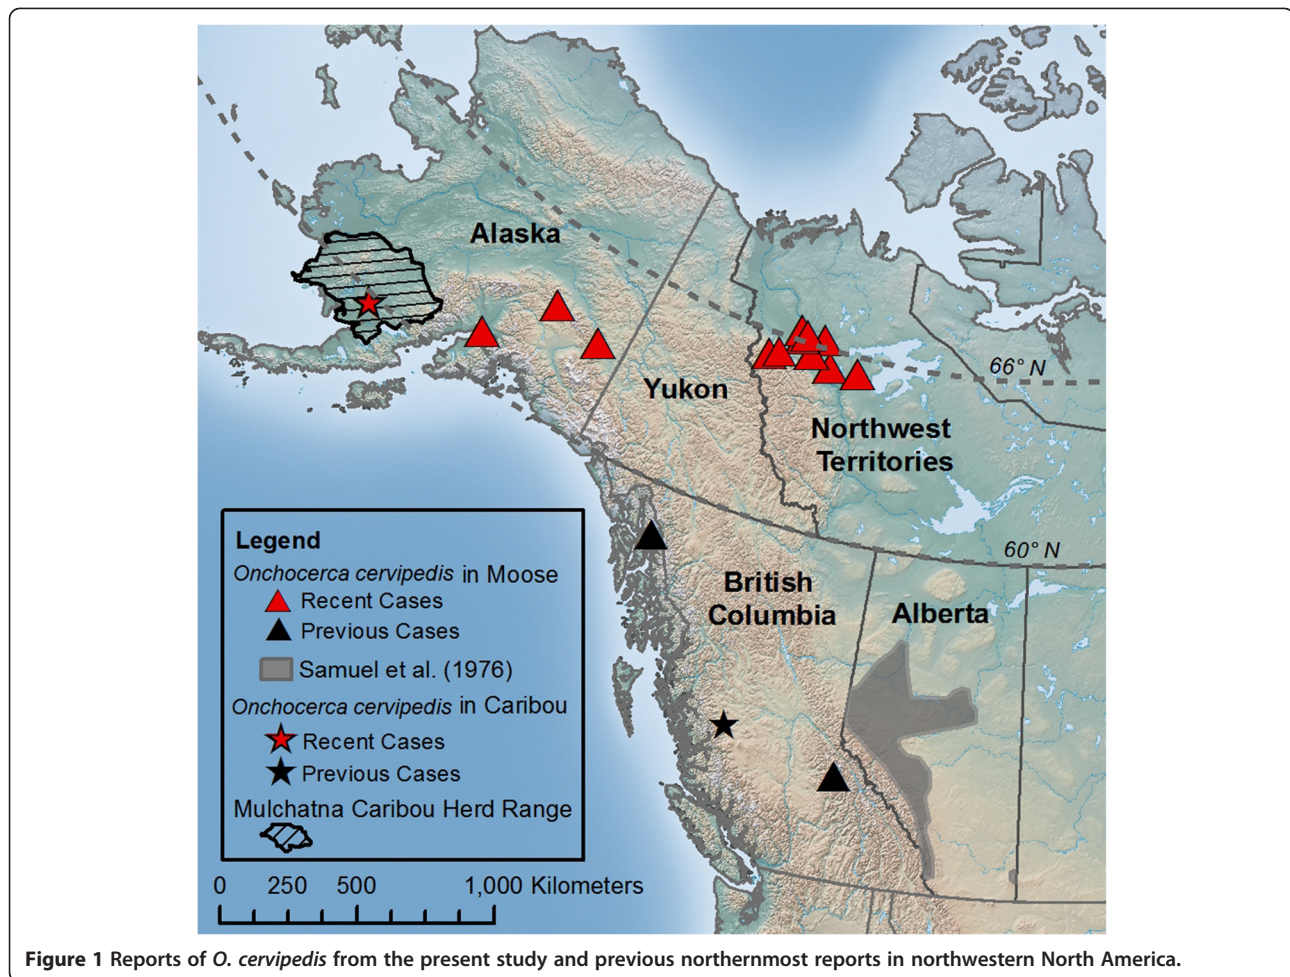 Alaska
Yukon
66° N
Northwest
Territories
60° N
British
Columbia
Alberta
Legend
Onchocerca cervipedis in Moose
Recent Cases
Previous Cases
Samuel et al. (1976)
Onchocerca cervipedis in Caribou
Recent Cases
Previous Cases
Mulchatna Caribou Herd Range
0 250 500 1,000 Kilometers
Figure 1 Reports of O. cervipedis from the present study and previous northernmost reports in northwestern North America.